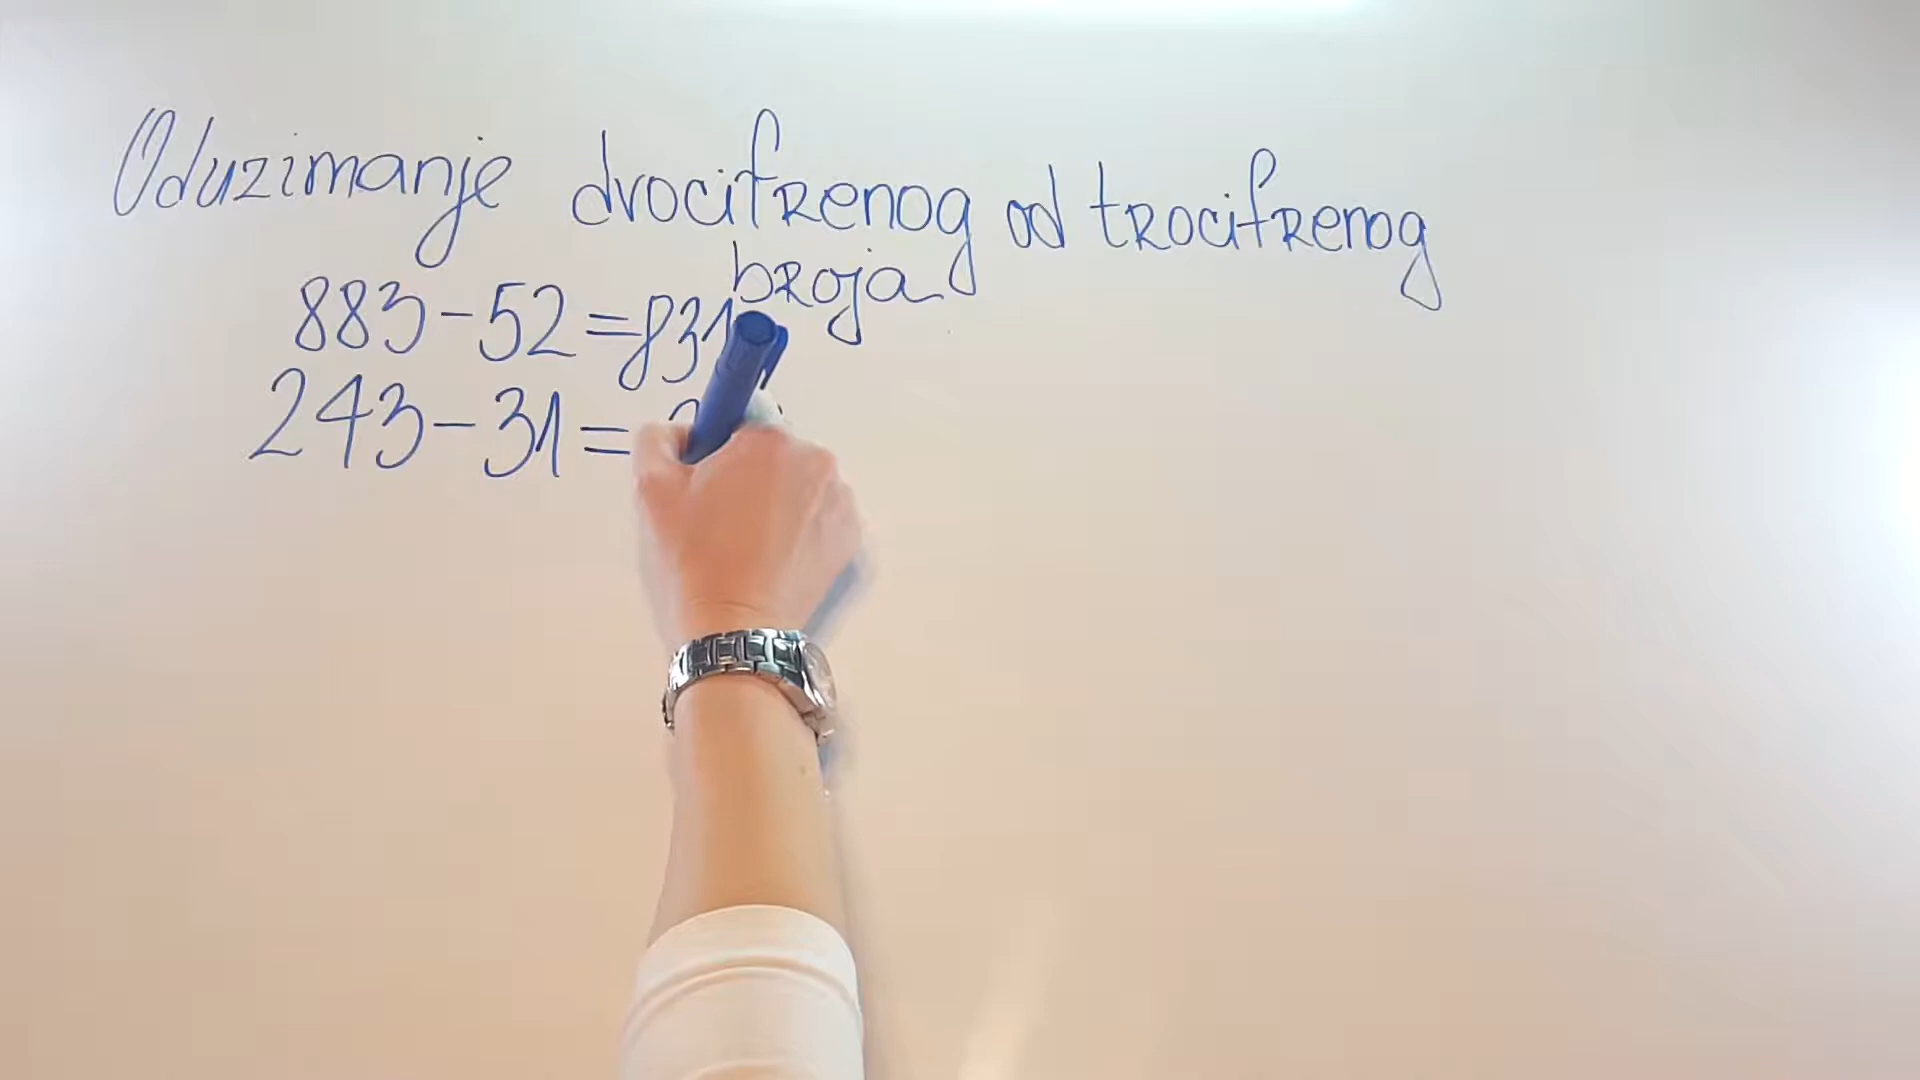 Oduzimanje dvocifrenog od trocifrenog
broja
883-52=831
243-31=